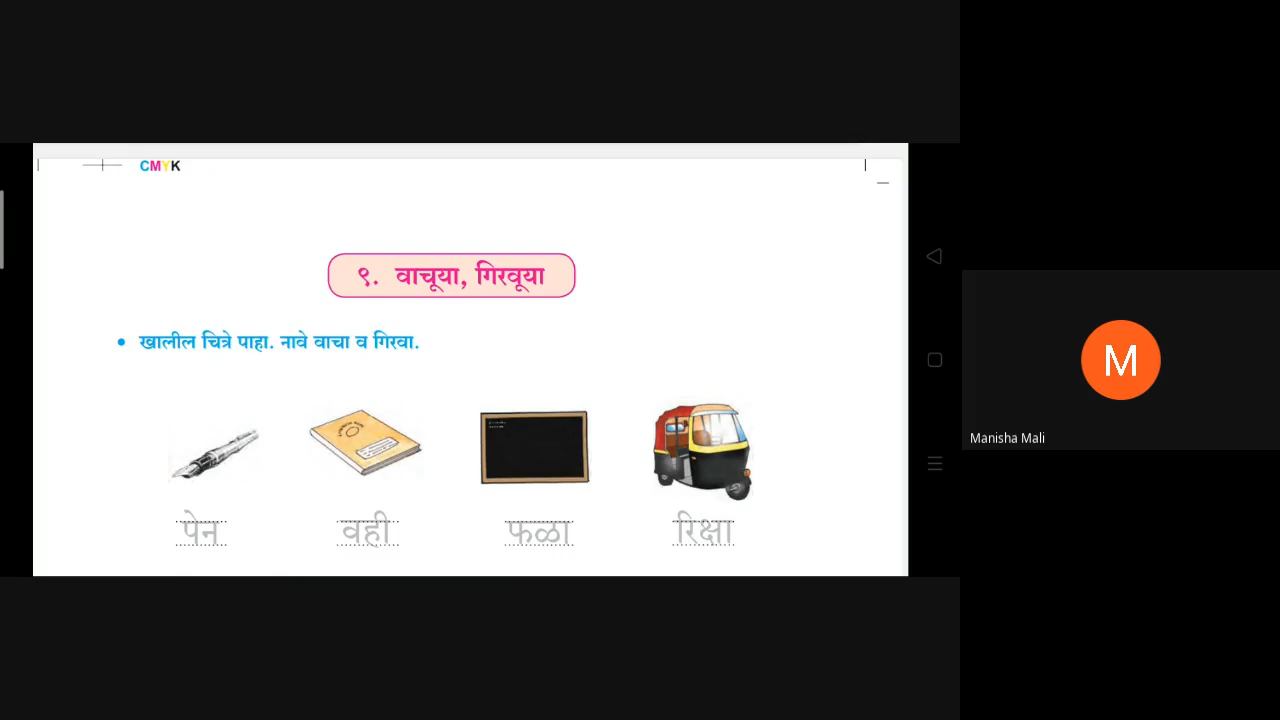 CMYK
९. वाचूया, गिरवूया
• खालील चित्रे पाहा. नावे वाचा व गिरवा.
पेन वही फळा रिक्षा
M
Manisha Mali